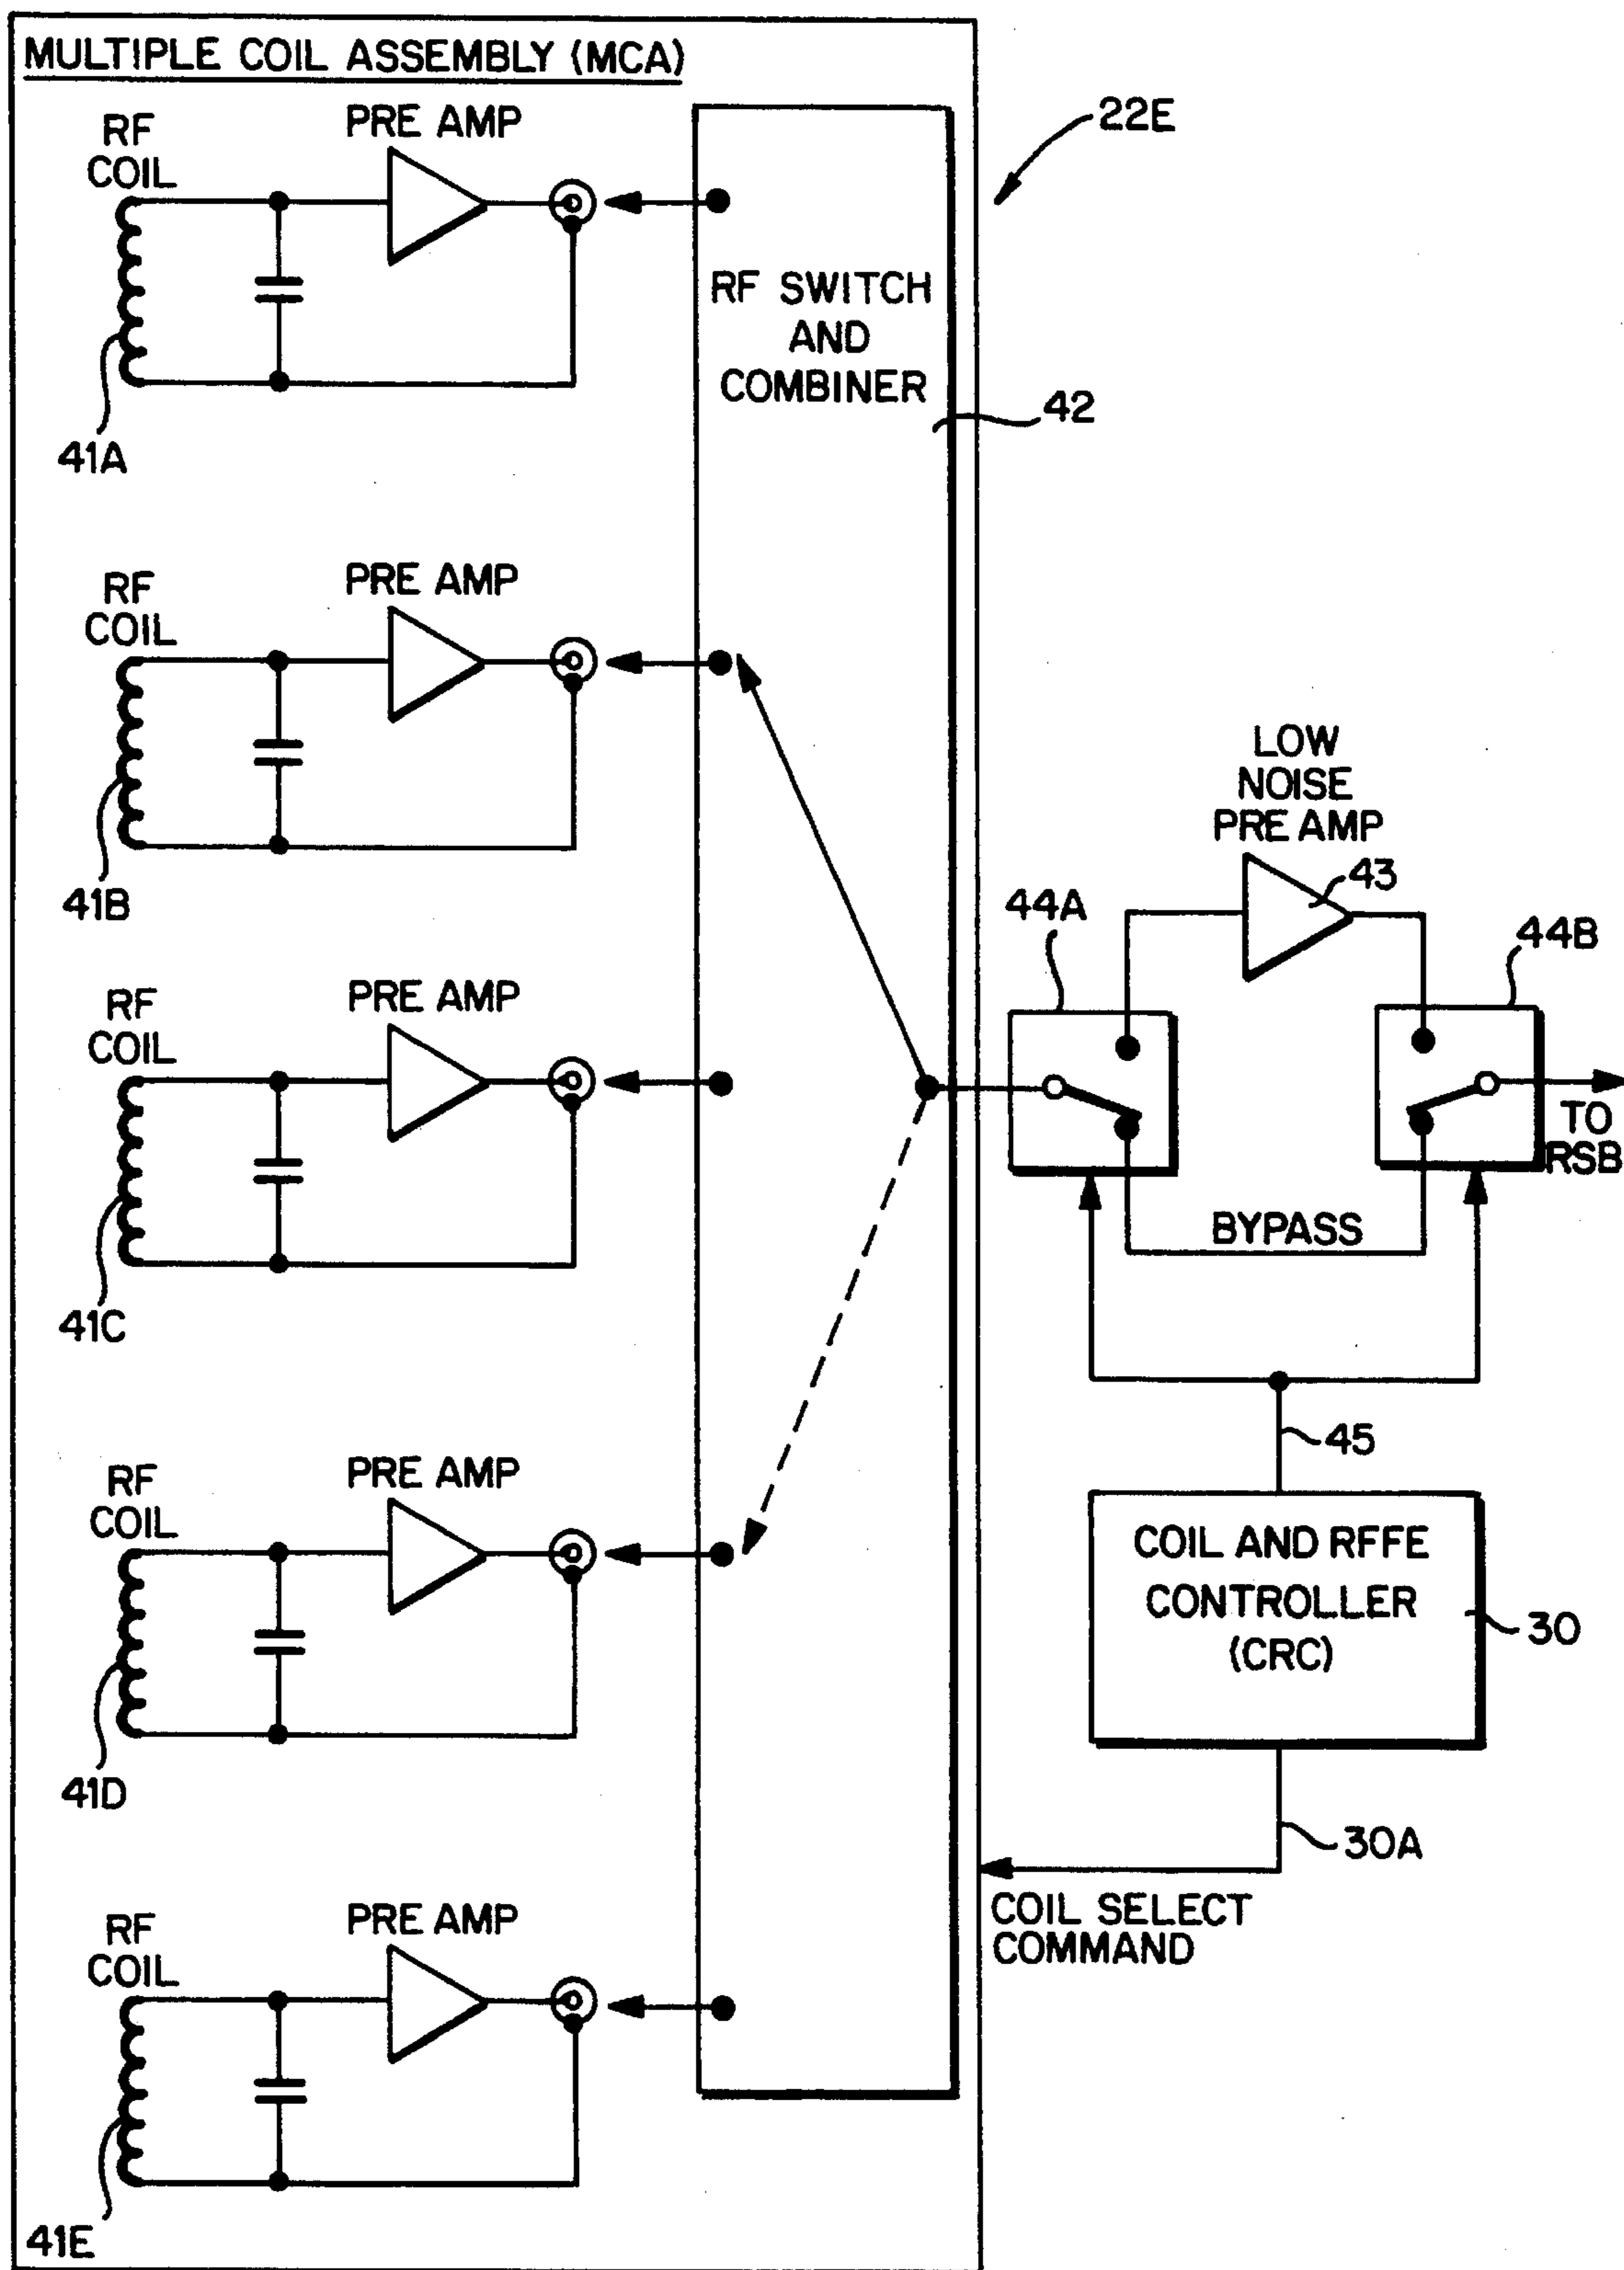 MULTIPLE COIL ASSEMBLY (MCA)
RF
COIL
PRE AMP
22E
RF SWITCH
AND
COMBINER
42
41A
RF
COIL
PRE AMP
41B
LOW
NOISE
PRE AMP
43
44A
44B
RF
COIL
PRE AMP
TO
RSB
BYPASS
41C
45
RF
COIL
PRE AMP
COIL AND RFFE
CONTROLLER
(CRC)
30
41D
30A
COIL SELECT
COMMAND
RF
COIL
PRE AMP
41E